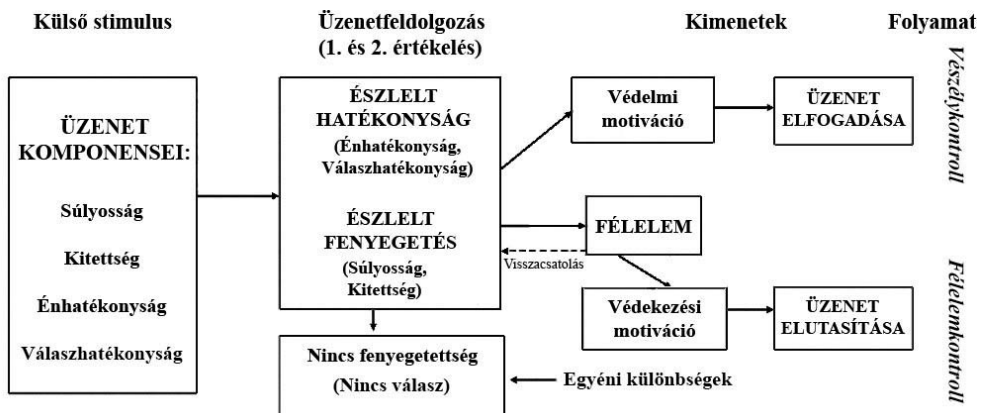 Külső stimulus
Üzenetfeldolgozás
(1. és 2. értékelés)
Kimenetek
Folyamat
ÜZENET
KOMPONENSEI:
Súlyosság
Kitettség
Énhatékonyság
Válaszhatékonyság
ÉSZLELT
HATÉKONYSÁG
(Énhatékonyság,
Válaszhatékonyság)
ÉSZLELT
FENYEGETÉS
(Súlyosság,
Kitettség)
Nincs fenyegetettség
(Nincs válasz)
Egyéni különbségek
Védelmi
motiváció
ÜZENET
ELFOGADÁSA
FÉLELEM
Visszacsatolás
Védekezési
motiváció
ÜZENET
ELUTASÍTÁSA
Vészélykontroll
Félelemkontroll